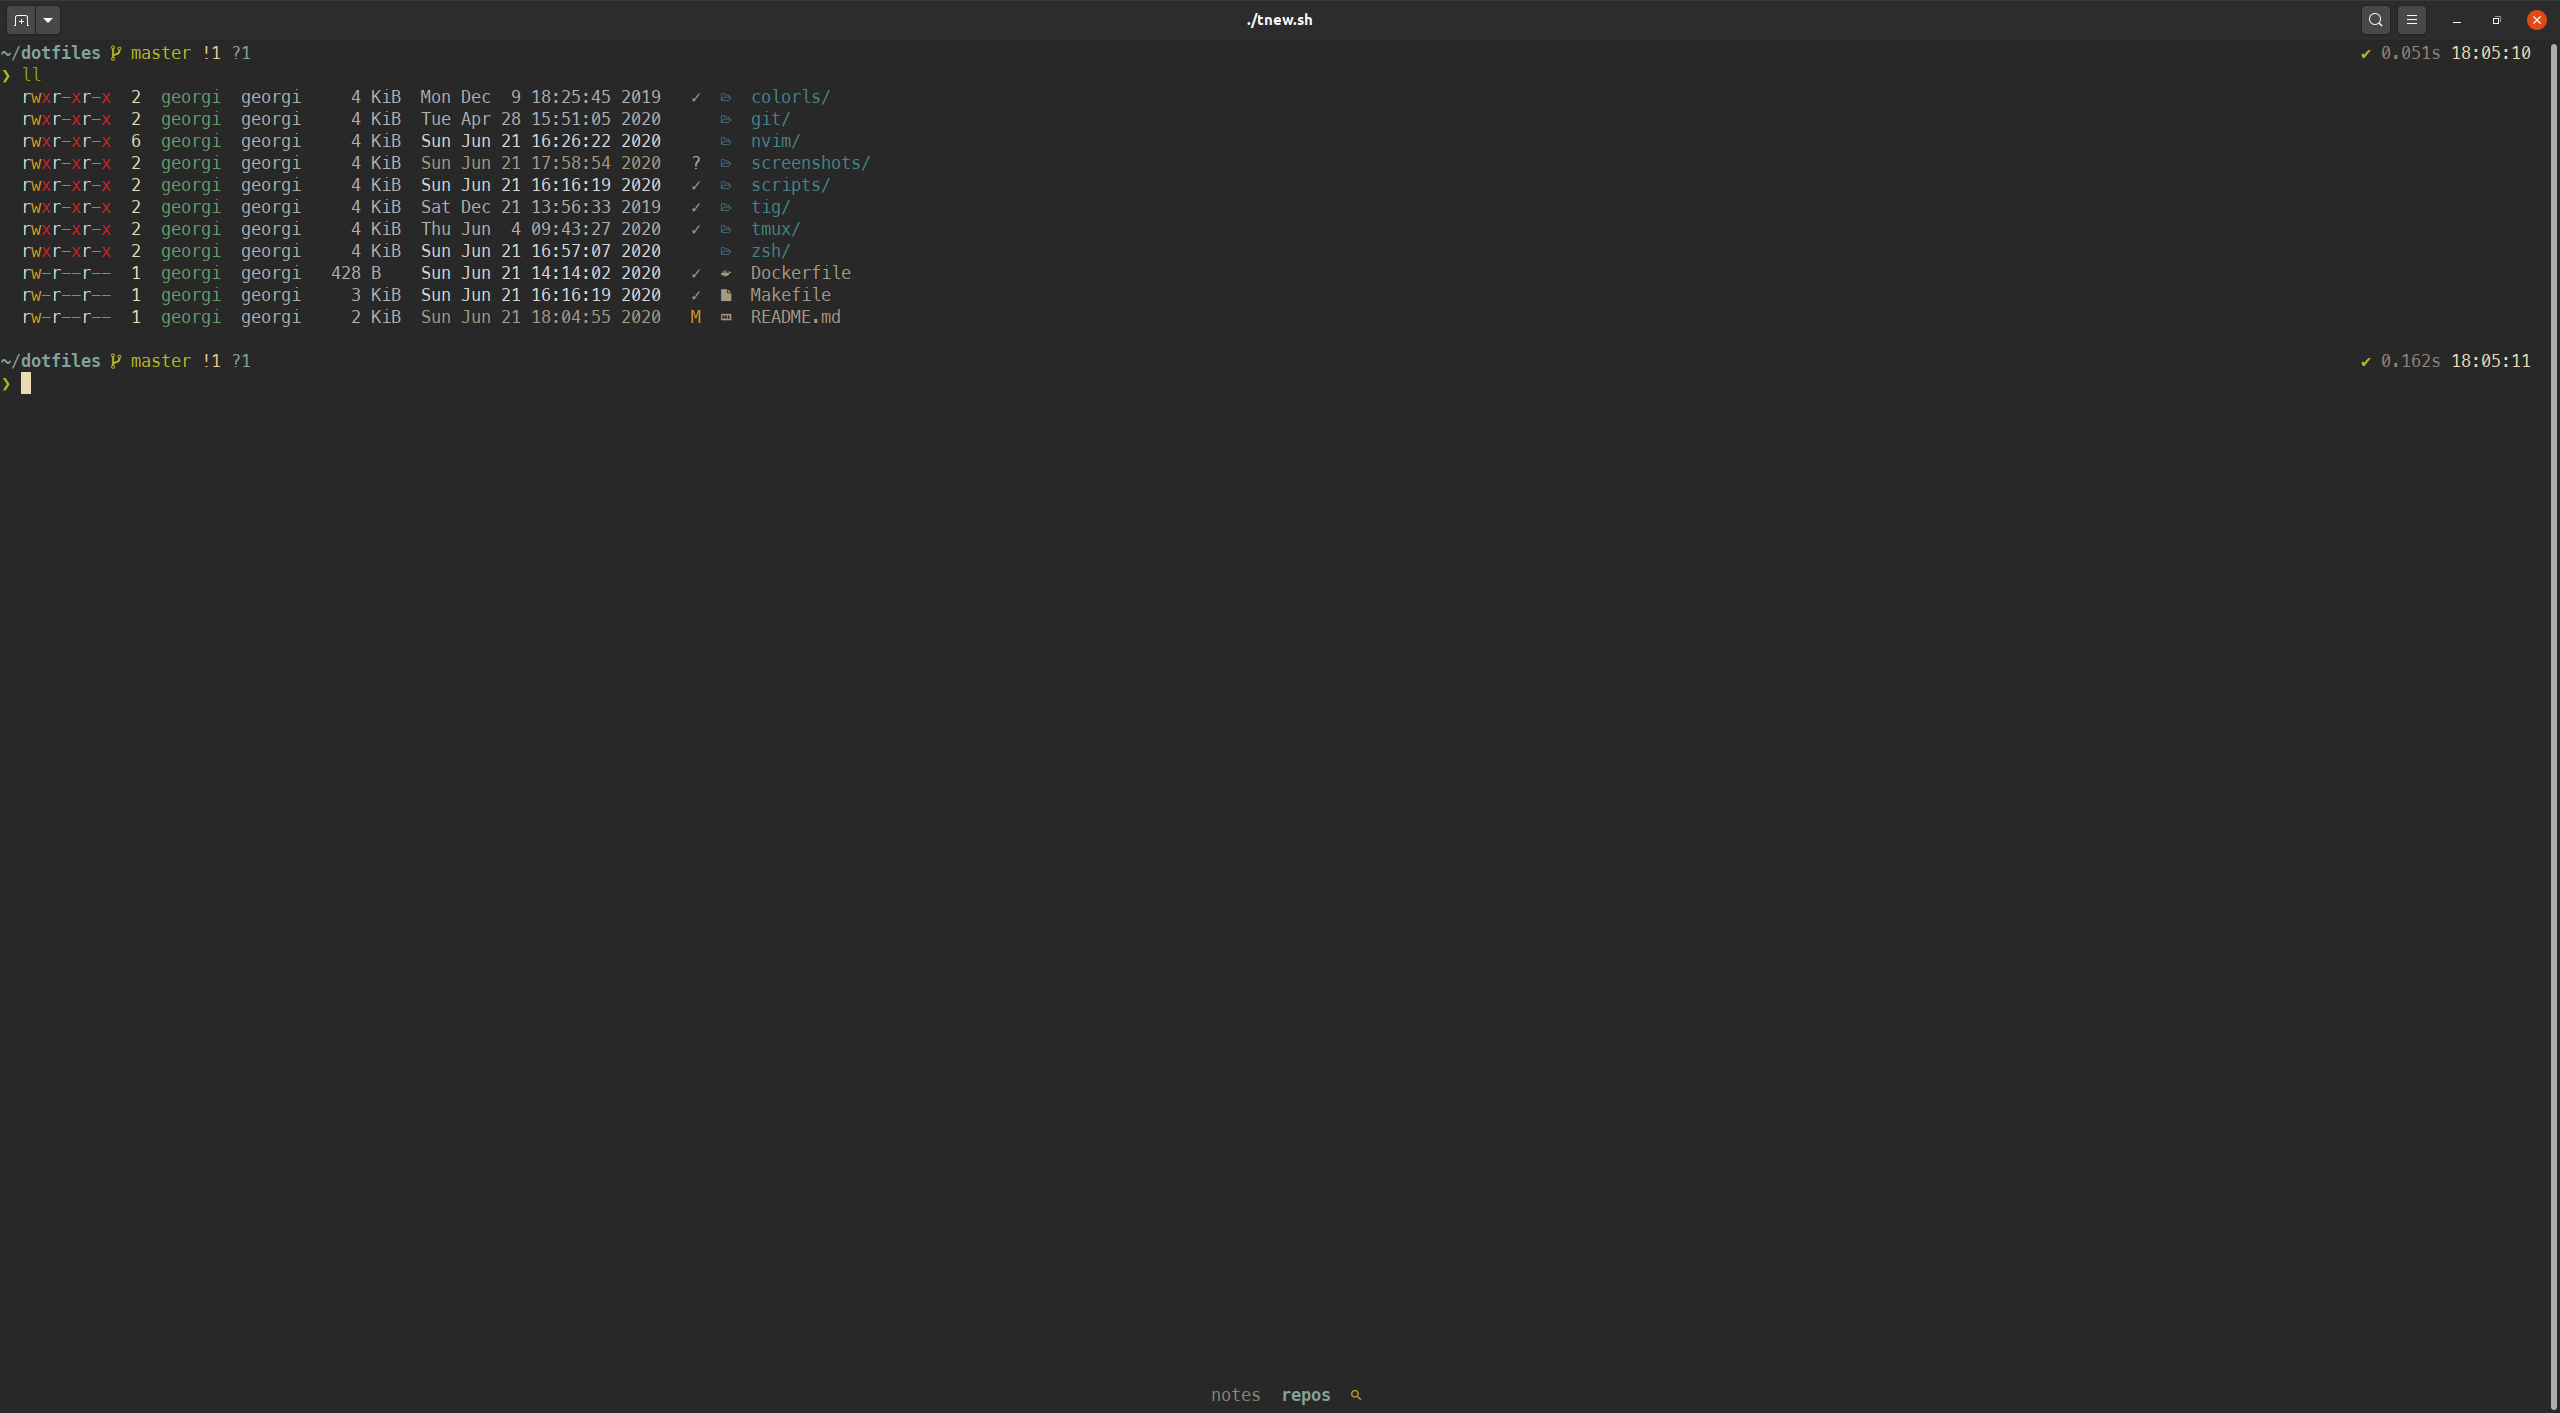 ./tnew.sh
~/dotfiles master !1 ?1 ✔ 0.051s 18:05:10
❯ ll
rwxr-xr-x 2 georgi georgi 4 KiB Mon Dec 9 18:25:45 2019 ✓ colorls/
rwxr-xr-x 2 georgi georgi 4 KiB Tue Apr 28 15:51:05 2020 git/
rwxr-xr-x 6 georgi georgi 4 KiB Sun Jun 21 16:26:22 2020 nvim/
rwxr-xr-x 2 georgi georgi 4 KiB Sun Jun 21 17:58:54 2020 ? screenshots/
rwxr-xr-x 2 georgi georgi 4 KiB Sun Jun 21 16:16:19 2020 ✓ scripts/
rwxr-xr-x 2 georgi georgi 4 KiB Sat Dec 21 13:56:33 2019 ✓ tig/
rwxr-xr-x 2 georgi georgi 4 KiB Thu Jun 4 09:43:27 2020 ✓ tmux/
rwxr-xr-x 2 georgi georgi 4 KiB Sun Jun 21 16:57:07 2020 zsh/
rw-r--r-- 1 georgi georgi 428 B Sun Jun 21 14:14:02 2020 ✓ Dockerfile
rw-r--r-- 1 georgi georgi 3 KiB Sun Jun 21 16:16:19 2020 ✓ Makefile
rw-r--r-- 1 georgi georgi 2 KiB Sun Jun 21 18:04:55 2020 M README.md
~/dotfiles master !1 ?1 ✔ 0.162s 18:05:11
❯
notes repos